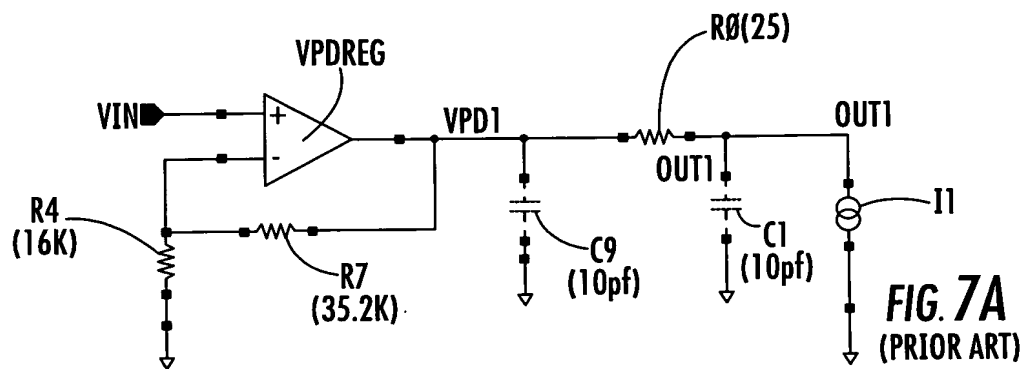 RØ(25)
VPDREG
VIN
+
-
VPD1
OUT1
OUT1
R4
(16K)
R7
(35.2K)
C9
(10pf)
C1
(10pf)
I1
FIG. 7A
(PRIOR ART)